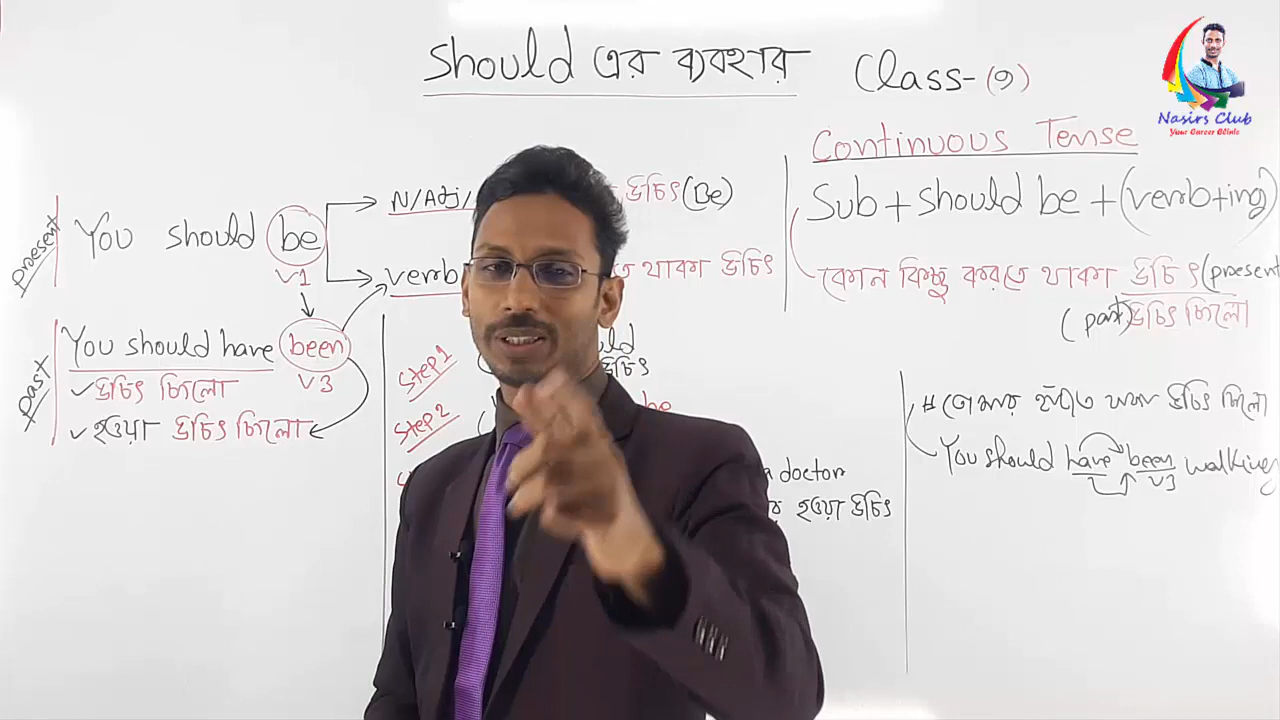 Should এর ব্যবহার Class-(৩)
Nasirs Club
Your Career Clinic
Continuous Tense
Present
You should be
V1
N/Adj/
উচিৎ (Be)
verb
থাকা উচিৎ
Sub + should be + (verb+ing)
কোন কিছু করতে থাকা উচিৎ (present
(past) উচিৎ ছিলো
Past
You should have been
V3
✓ উচিৎ ছিলো
✓ হওয়া উচিৎ ছিলো
Step 1
উচিৎ
Step 2
be
a doctor
হওয়া উচিৎ
# তোমার হাঁটতে থাকা উচিৎ ছিলো
You should have been walking
V3